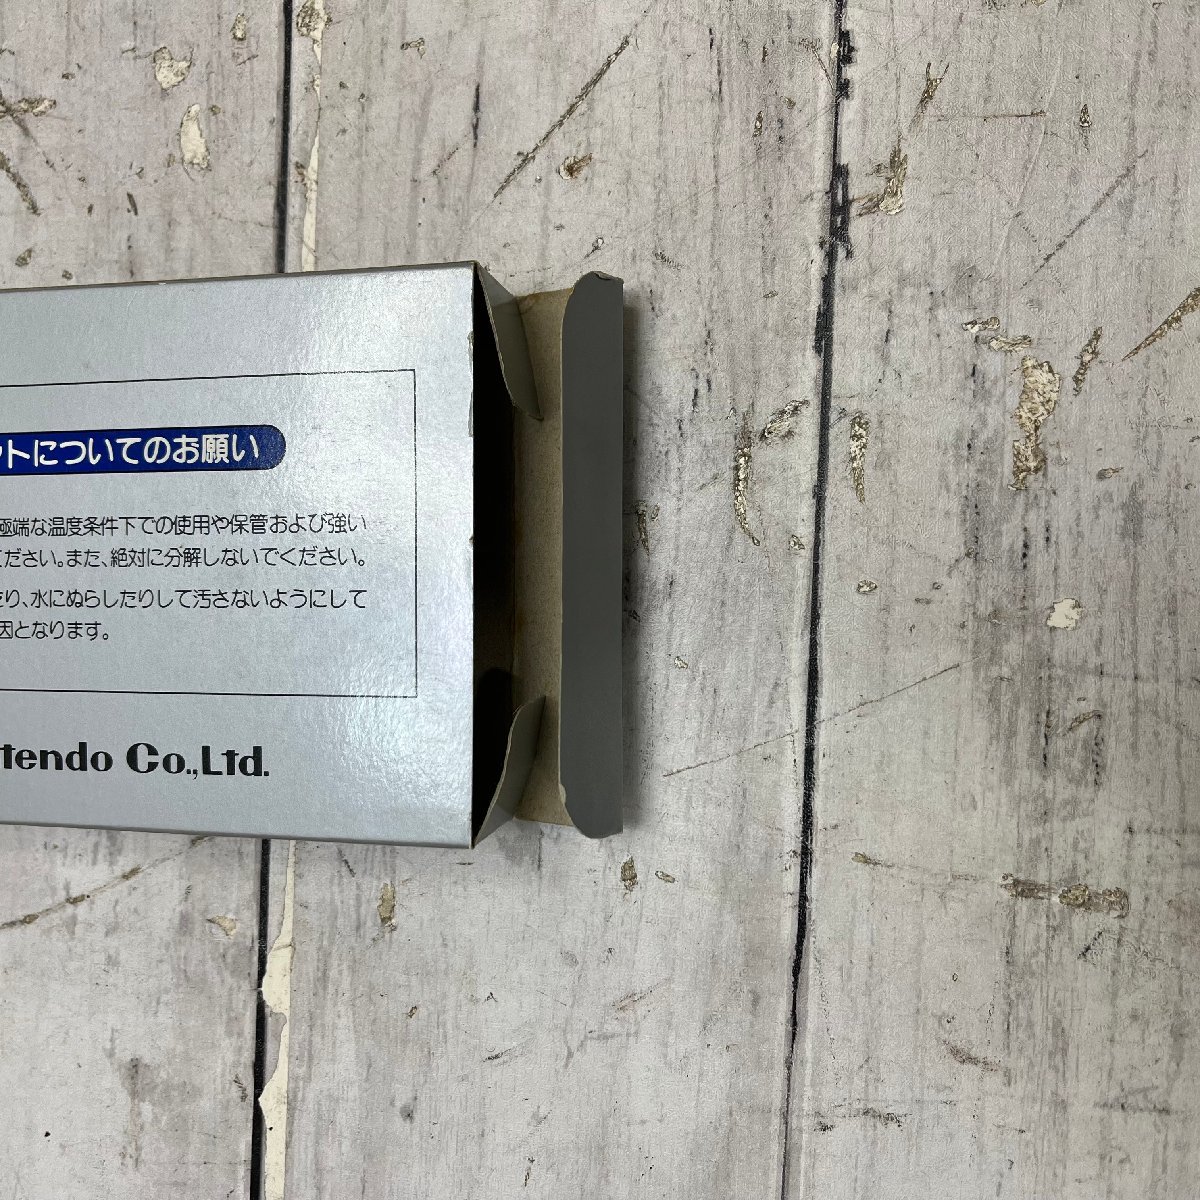 トについてのお願い
極端な温度条件下での使用や保管および強い
ださい。また、絶対に分解しないでください。
り、水にぬらしたりして汚さないようにして
因となります。
tendo Co.,Ltd.